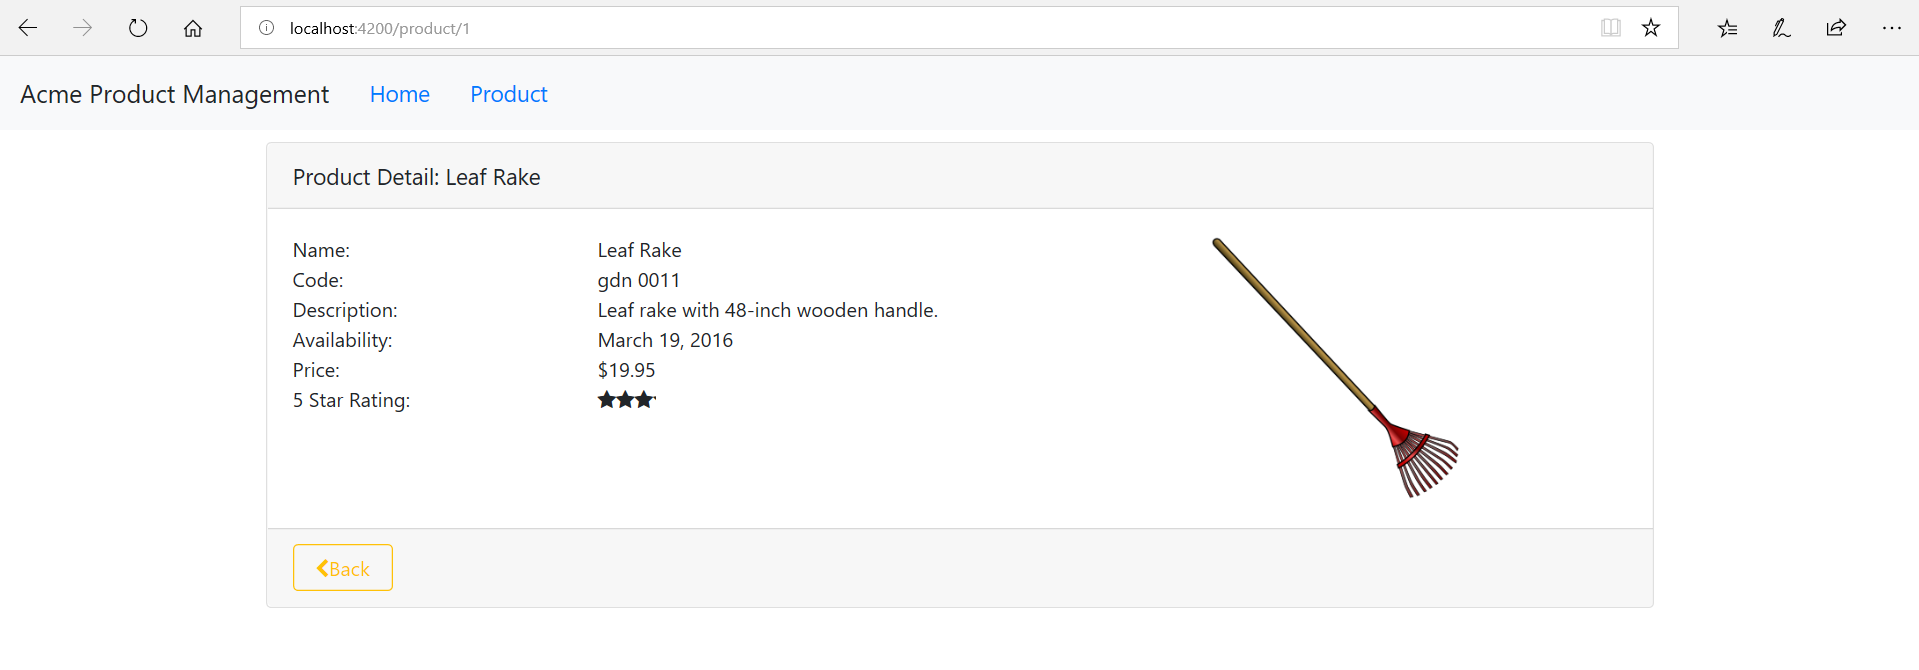 localhost:4200/product/1
Acme Product Management Home Product
Product Detail: Leaf Rake
Name: Leaf Rake
Code: gdn 0011
Description: Leaf rake with 48-inch wooden handle.
Availability: March 19, 2016
Price: $19.95
5 Star Rating:
Back